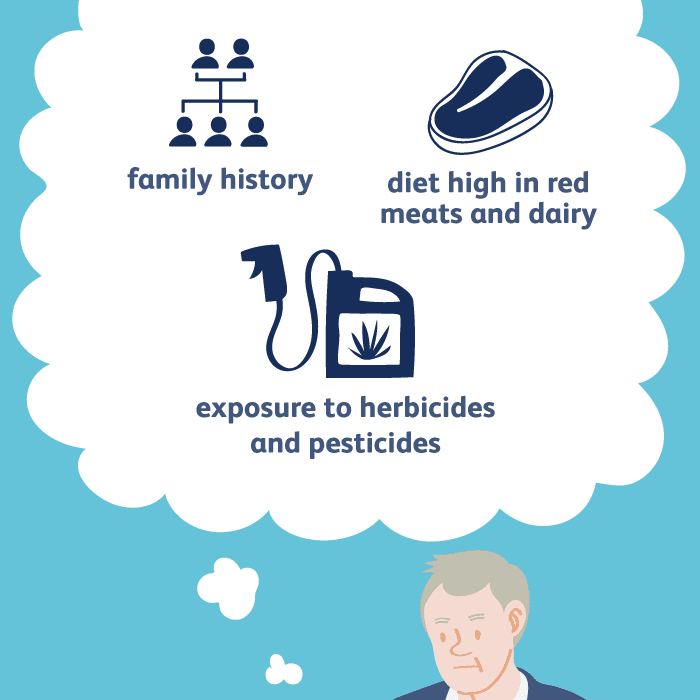 family history
diet high in red
meats and dairy
exposure to herbicides
and pesticides